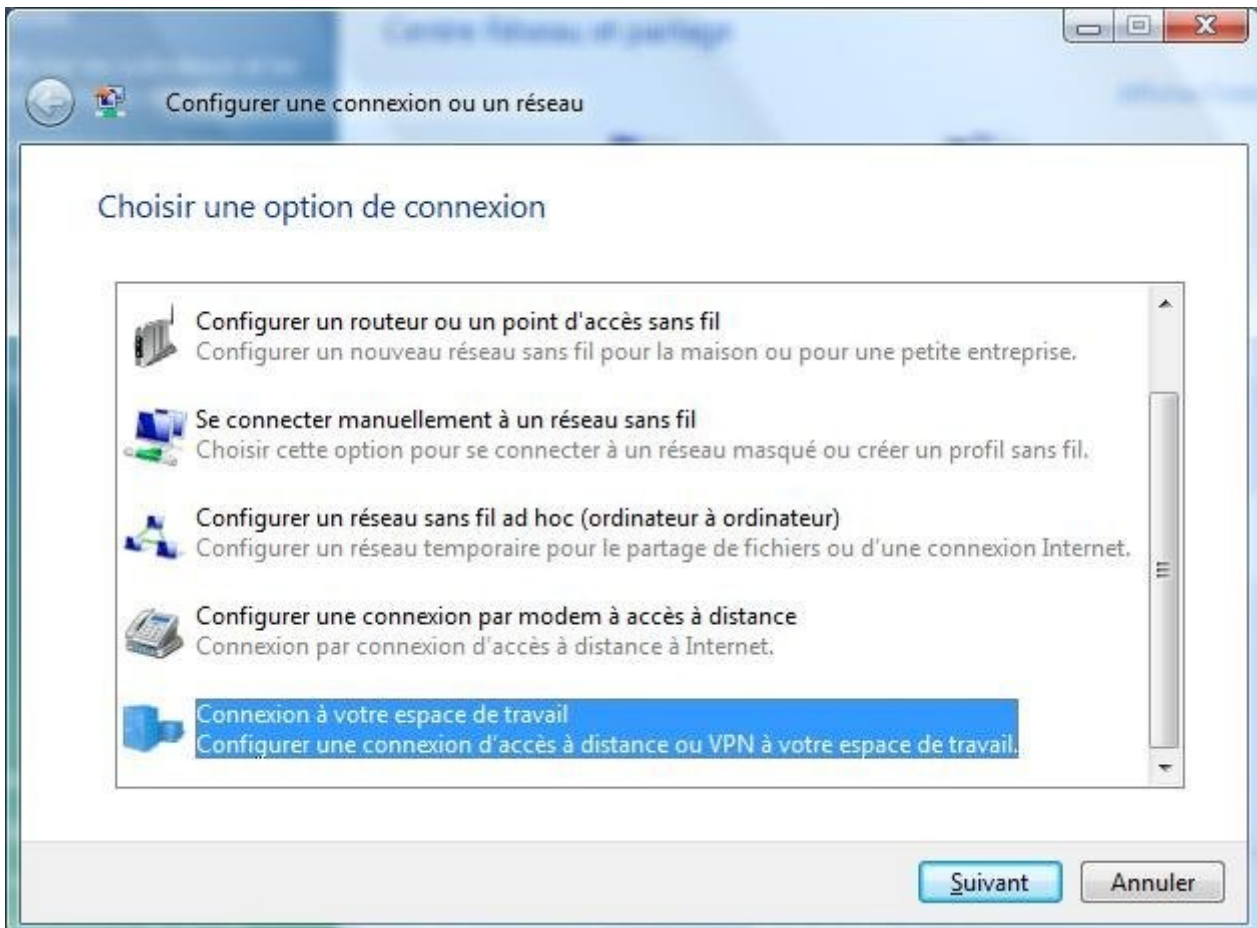 Centre Réseau et partage
Configurer une connexion ou un réseau
Choisir une option de connexion
Configurer un routeur ou un point d'accès sans fil
Configurer un nouveau réseau sans fil pour la maison ou pour une petite entreprise.
Se connecter manuellement à un réseau sans fil
Choisir cette option pour se connecter à un réseau masqué ou créer un profil sans fil.
Configurer un réseau sans fil ad hoc (ordinateur à ordinateur)
Configurer un réseau temporaire pour le partage de fichiers ou d'une connexion Internet.
Configurer une connexion par modem à accès à distance
Connexion par connexion d'accès à distance à Internet.
Connexion à votre espace de travail
Configurer une connexion d'accès à distance ou VPN à votre espace de travail.
Suivant
Annuler